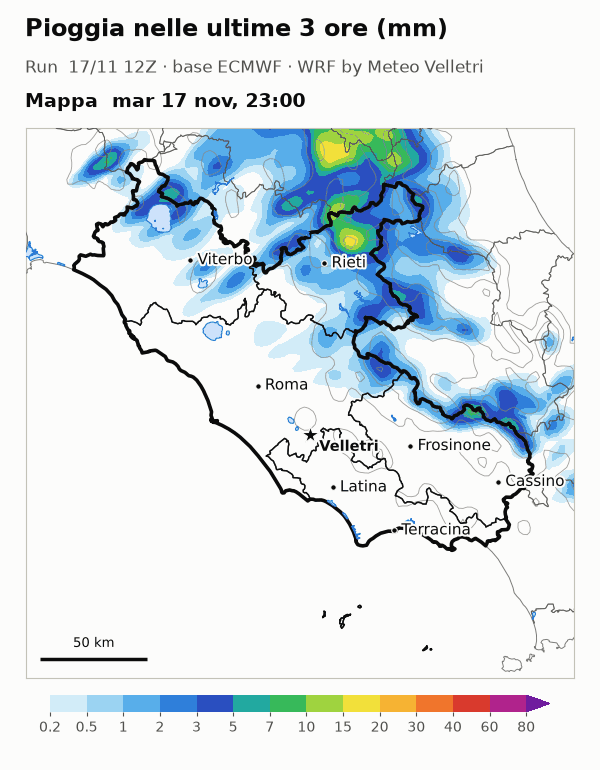 Pioggia nelle ultime 3 ore (mm)
Run  17/11 12Z · base ECMWF · WRF by Meteo Velletri
Mappa  mar 17 nov, 23:00
Viterbo
Rieti
Roma
Velletri
Frosinone
Cassino
Latina
Terracina
50 km
0.2 0.5 1 2 3 5 7 10 15 20 30 40 60 80